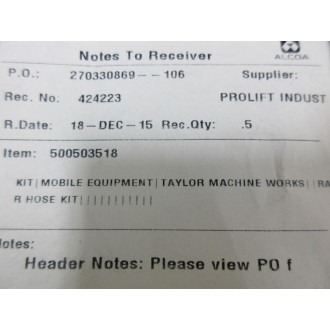 Notes To Receiver
ALCOA
P.O.: 270330869--106 Supplier:
Rec. No. 424223 PROLIFT INDUST
R.Date: 18-DEC-15 Rec.Qty: .5
Item: 500503518
KIT|MOBILE EQUIPMENT|TAYLOR MACHINE WORKS||RA
R HOSE KIT||||||||||
Notes:
Header Notes: Please view PO f